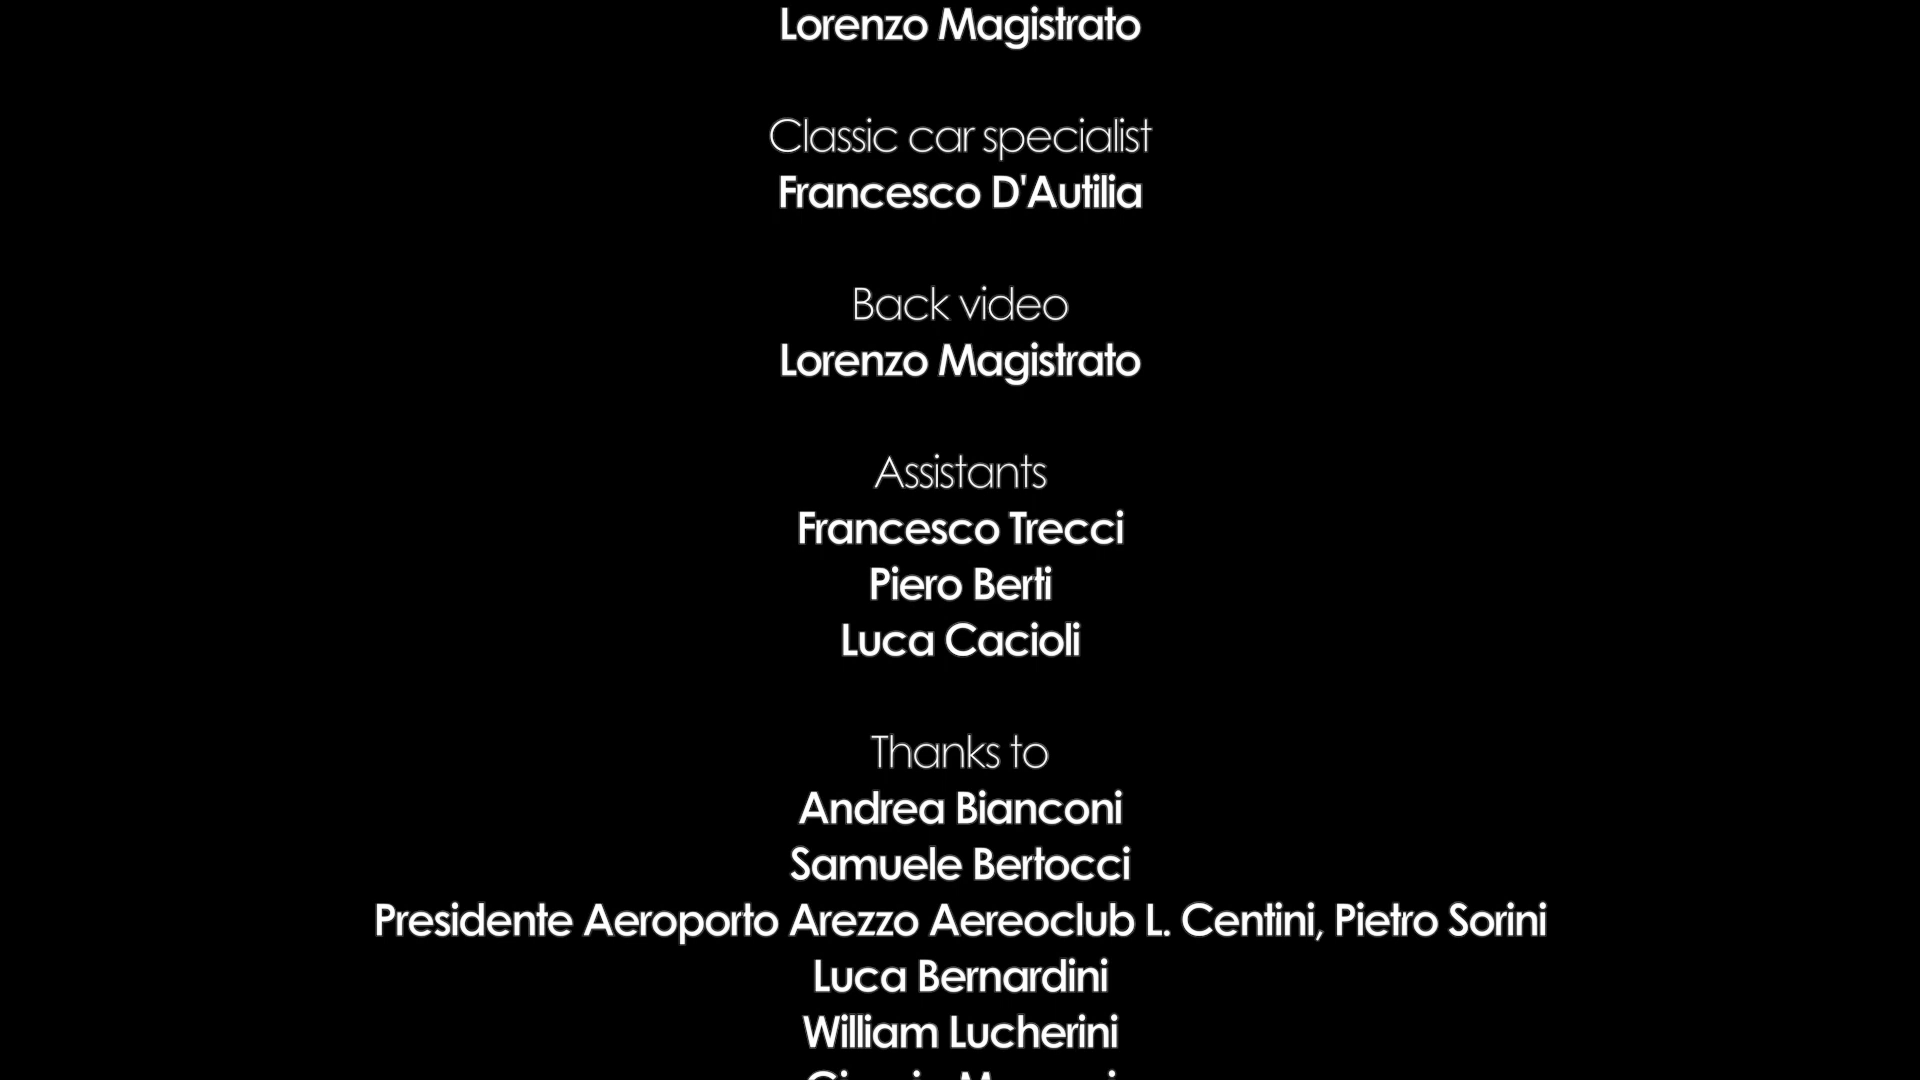 Lorenzo Magistrato
Classic car specialist
Francesco D'Autilia
Back video
Lorenzo Magistrato
Assistants
Francesco Trecci
Piero Berti
Luca Cacioli
Thanks to
Andrea Bianconi
Samuele Bertocci
Presidente Aeroporto Arezzo Aereoclub L. Centini, Pietro Sorini
Luca Bernardini
William Lucherini